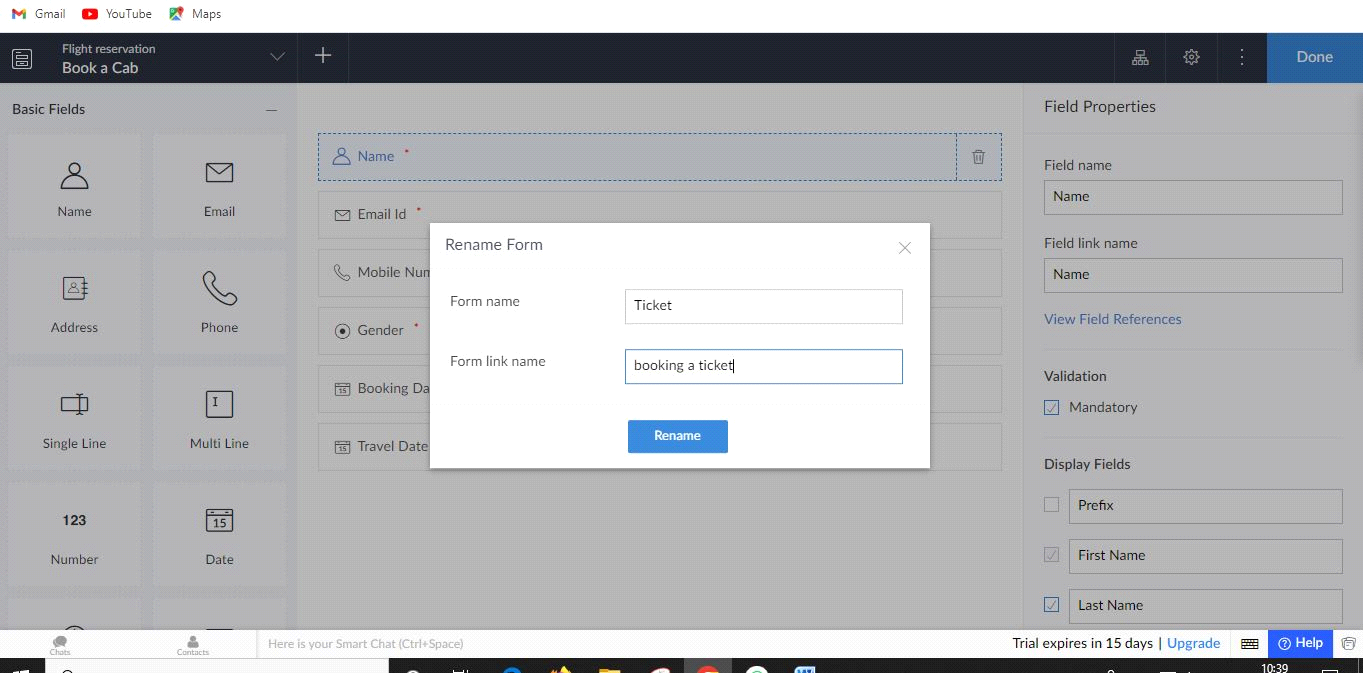 Gmail YouTube Maps
Flight reservation
Book a Cab
Done
Basic Fields
Name Email
Address Phone
Single Line Multi Line
123 15
Number Date
Name *
Email Id *
Mobile Num
Gender *
15 Booking Da
15 Travel Date
Rename Form
Form name Ticket
Form link name booking a ticket
Rename
Field Properties
Field name
Name
Field link name
Name
View Field References
Validation
Mandatory
Display Fields
Prefix
First Name
Last Name
Chats Contacts Here is your Smart Chat (Ctrl+Space) Trial expires in 15 days | Upgrade Help
10:39